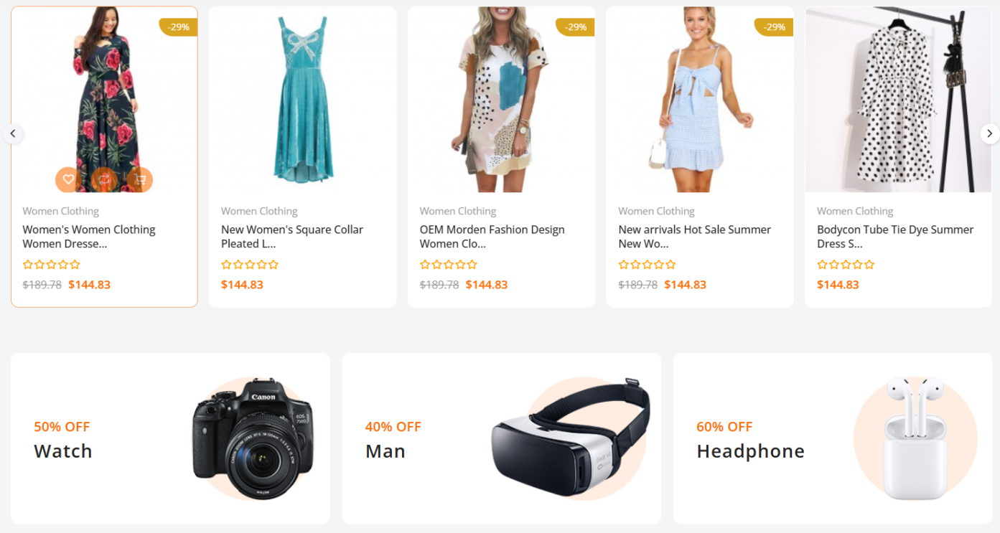 -29%
-29%
-29%
Women Clothing
Women's Women Clothing
Women Dresse...
$189.78 $144.83
Women Clothing
New Women's Square Collar
Pleated L...
$144.83
Women Clothing
OEM Morden Fashion Design
Women Clo...
$189.78 $144.83
Women Clothing
New arrivals Hot Sale Summer
New Wo...
$189.78 $144.83
Women Clothing
Bodycon Tube Tie Dye Summer
Dress S...
$144.83
50% OFF
Watch
Canon
EOS
750D
40% OFF
Man
Gear VR
60% OFF
Headphone